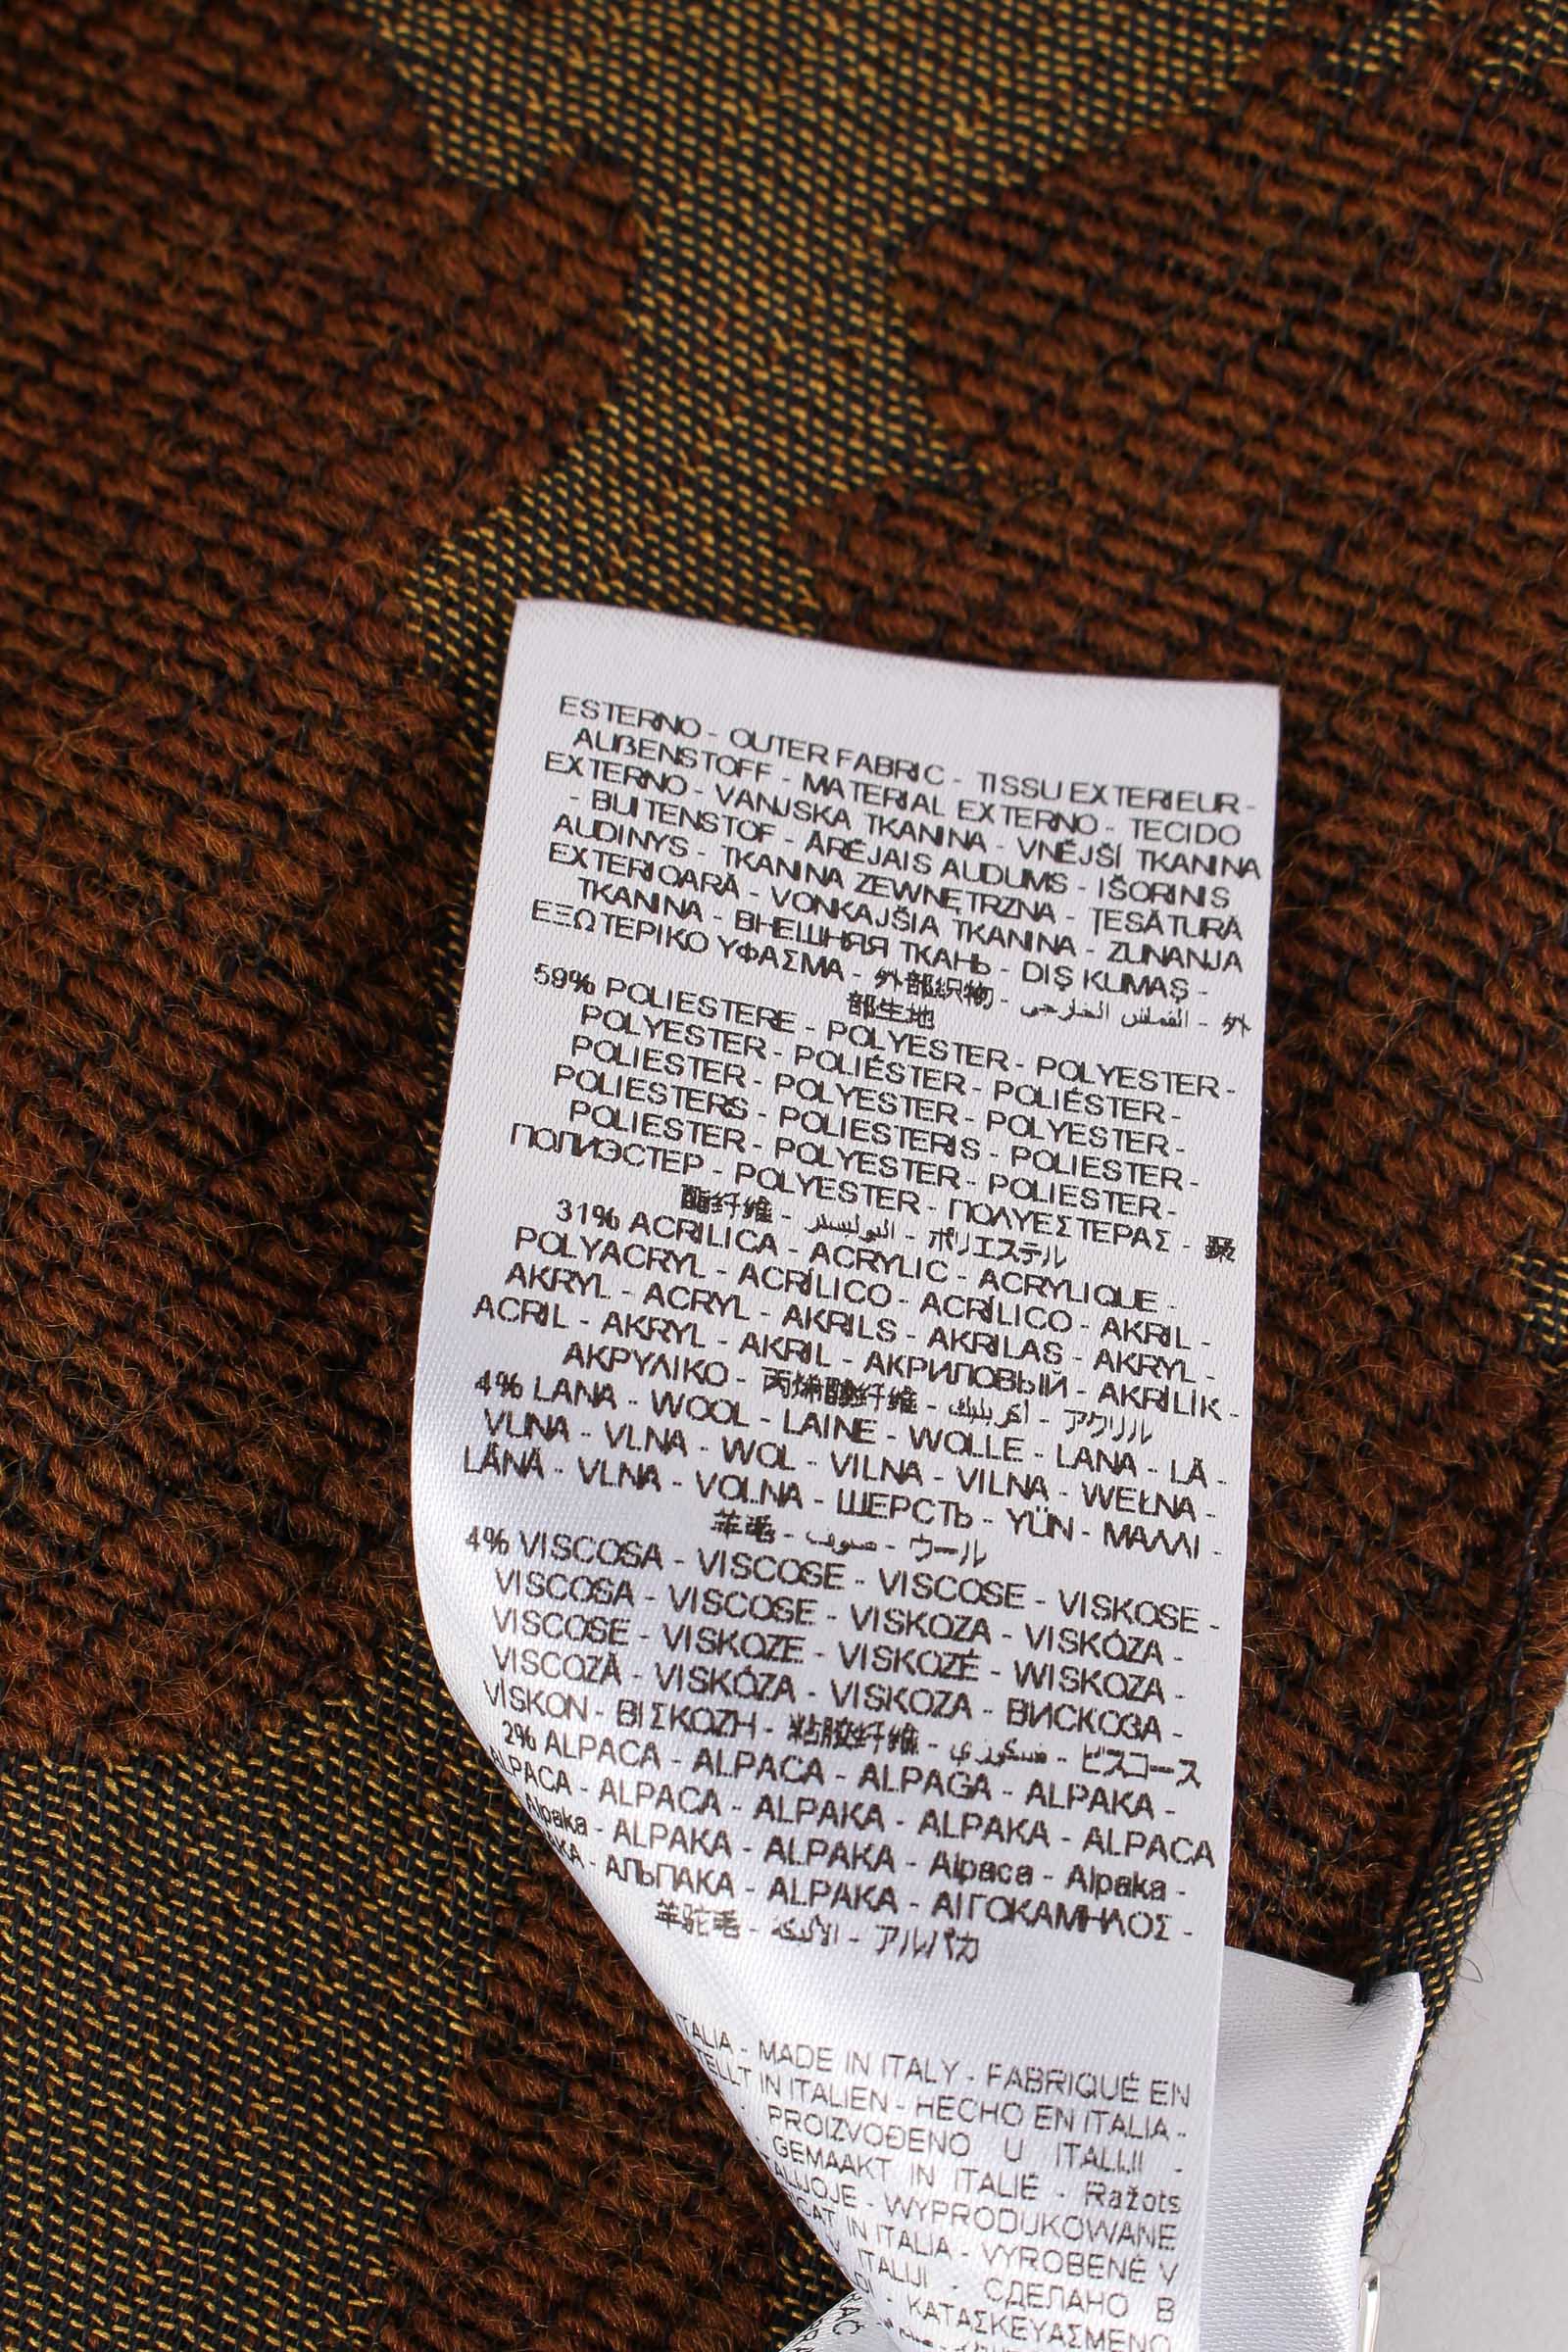 ESTERNO - OUTER FABRIC - TISSU EXTERIEUR -
AUßENSTOFF - MATERIAL EXTERNO - TECIDO
EXTERNO - VANJSKA TKANINA - VNĚJŠÍ TKANINA
- BUITENSTOF - ĀRĒJAIS AUDUMS - IŠORINIS
AUDINYS - TKANINA ZEWNĘTRZNA - ŢESĂTURĂ
EXTERIOARĂ - VONKAJŠIA TKANINA - ZUNANJA
TKANINA - ВНЕШНЯЯ ТКАНЬ - DIŞ KUMAŞ -
ΕΞΩΤΕΡΙΚΟ ΥΦΑΣΜΑ - 外部织物 - القماش الخارجي - 外
部生地
59% POLIESTERE - POLYESTER - POLYESTER -
POLYESTER - POLIÉSTER - POLIÉSTER -
POLIESTER - POLYESTER - POLYESTER -
POLIESTERS - POLIESTERIS - POLIESTER -
POLIESTER - POLYESTER - POLIESTER -
ПОЛИЭСТЕР - POLYESTER - ΠΟΛΥΕΣΤΕΡΑΣ - 聚
酯纤维 - البوليستر - ポリエステル
31% ACRILICA - ACRYLIC - ACRYLIQUE -
POLYACRYL - ACRÍLICO - ACRÍLICO - AKRIL -
AKRYL - ACRYL - AKRILS - AKRILAS - AKRYL -
ACRIL - AKRYL - AKRIL - АКРИЛОВЫЙ - AKRILIK -
ΑΚΡΥΛΙΚΟ - 丙烯酸纤维 - أكريليك - アクリル
4% LANA - WOOL - LAINE - WOLLE - LANA - LÃ -
VUNA - VLNA - WOL - VILNA - VILNA - WEŁNA -
LÂNĂ - VLNA - VOLNA - ШЕРСТЬ - YÜN - ΜΑΛΛΙ -
羊毛 - صوف - ウール
4% VISCOSA - VISCOSE - VISCOSE - VISKOSE -
VISCOSA - VISCOSE - VISKOZA - VISKÓZA -
VISCOSE - VISKOZE - VISKOZĖ - WISKOZA -
VISCOZĂ - VISKÓZA - VISKOZA - ВИСКОЗА -
VİSKON - ΒΙΣΚΟΖΗ - 粘胶纤维 - فسكوزي - ビスコース
2% ALPACA - ALPACA - ALPAGA - ALPAKA -
ALPACA - ALPACA - ALPAKA - ALPAKA - ALPACA
Alpaka - ALPAKA - ALPAKA - Alpaca - Alpaka -
- АЛЬПАКА - ALPAKA - ΑΙΓΟΚΑΜΗΛΟΣ -
羊驼毛 - الألبكة - アルパカ
ITALIA - MADE IN ITALY - FABRIQUÉ EN
IN ITALIEN - HECHO EN ITALIA -
PROIZVOĐENO U ITALIJI -
GEMAAKT IN ITALIË - Ražots
- WYPRODUKOWANE
IN ITALIA - VYROBENÉ V
ITALIJI - СДЕЛАНО В
- ΚΑΤΑΣΚΕΥΑΣΜΕΝΟ